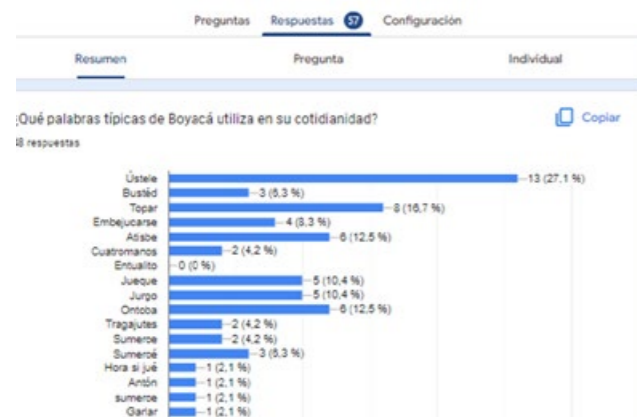 Preguntas Respuestas 57 Configuración
Resumen Pregunta Individual
¿Qué palabras típicas de Boyacá utiliza en su cotidianidad? Copiar
48 respuestas
Ústele 13 (27,1 %)
Bustéd 3 (6,3 %)
Topar 8 (16,7 %)
Embejucarse 4 (8,3 %)
Atisbe 6 (12,5 %)
Cuatromanos 2 (4,2 %)
Entualito 0 (0 %)
Jueque 5 (10,4 %)
Jurgo 5 (10,4 %)
Ontoba 6 (12,5 %)
Tragajutes 2 (4,2 %)
Sumerce 2 (4,2 %)
Sumercé 3 (6,3 %)
Hora si jué 1 (2,1 %)
Antón 1 (2,1 %)
sumerce 1 (2,1 %)
Garlar 1 (2,1 %)